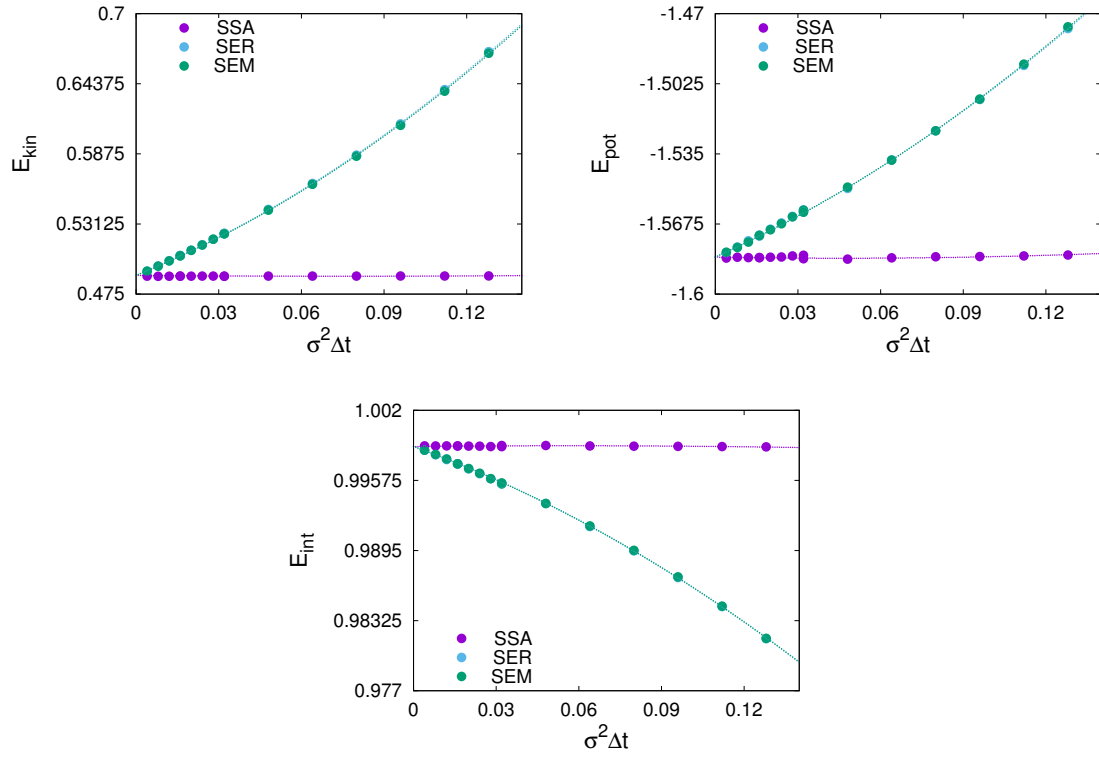 0.7
0.64375
0.5875
0.53125
0.475
E_kin
SSA
SER
SEM
0 0.03 0.06 0.09 0.12
σ²Δt
-1.47
-1.5025
-1.535
-1.5675
-1.6
E_pot
SSA
SER
SEM
0 0.03 0.06 0.09 0.12
σ²Δt
1.002
0.99575
0.9895
0.98325
0.977
E_int
SSA
SER
SEM
0 0.03 0.06 0.09 0.12
σ²Δt